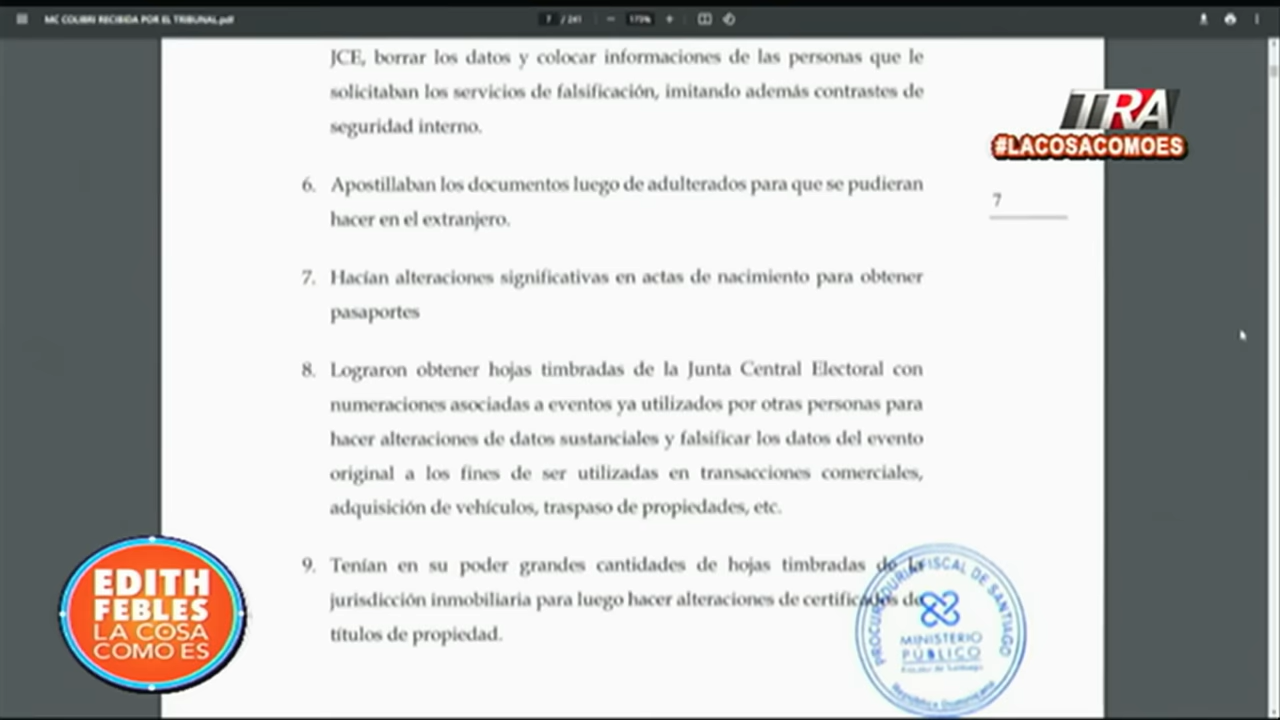 MC COLIBRI RECIBIDA POR EL TRIBUNAL.pdf
7 / 241
175%
JCE, borrar los datos y colocar informaciones de las personas que le
solicitaban los servicios de falsificación, imitando además contrastes de
seguridad interno.
6. Apostillaban los documentos luego de adulterados para que se pudieran
hacer en el extranjero.
7
7. Hacían alteraciones significativas en actas de nacimiento para obtener
pasaportes
8. Lograron obtener hojas timbradas de la Junta Central Electoral con
numeraciones asociadas a eventos ya utilizados por otras personas para
hacer alteraciones de datos sustanciales y falsificar los datos del evento
original a los fines de ser utilizadas en transacciones comerciales,
adquisición de vehículos, traspaso de propiedades, etc.
9. Tenían en su poder grandes cantidades de hojas timbradas de la
jurisdicción inmobiliaria para luego hacer alteraciones de certificados de
títulos de propiedad.
TRA
#LACOSACOMOES
EDITH
FEBLES
LA COSA
COMO ES
PROCURADURIA FISCAL DE SANTIAGO
MINISTERIO
PÚBLICO
República Dominicana